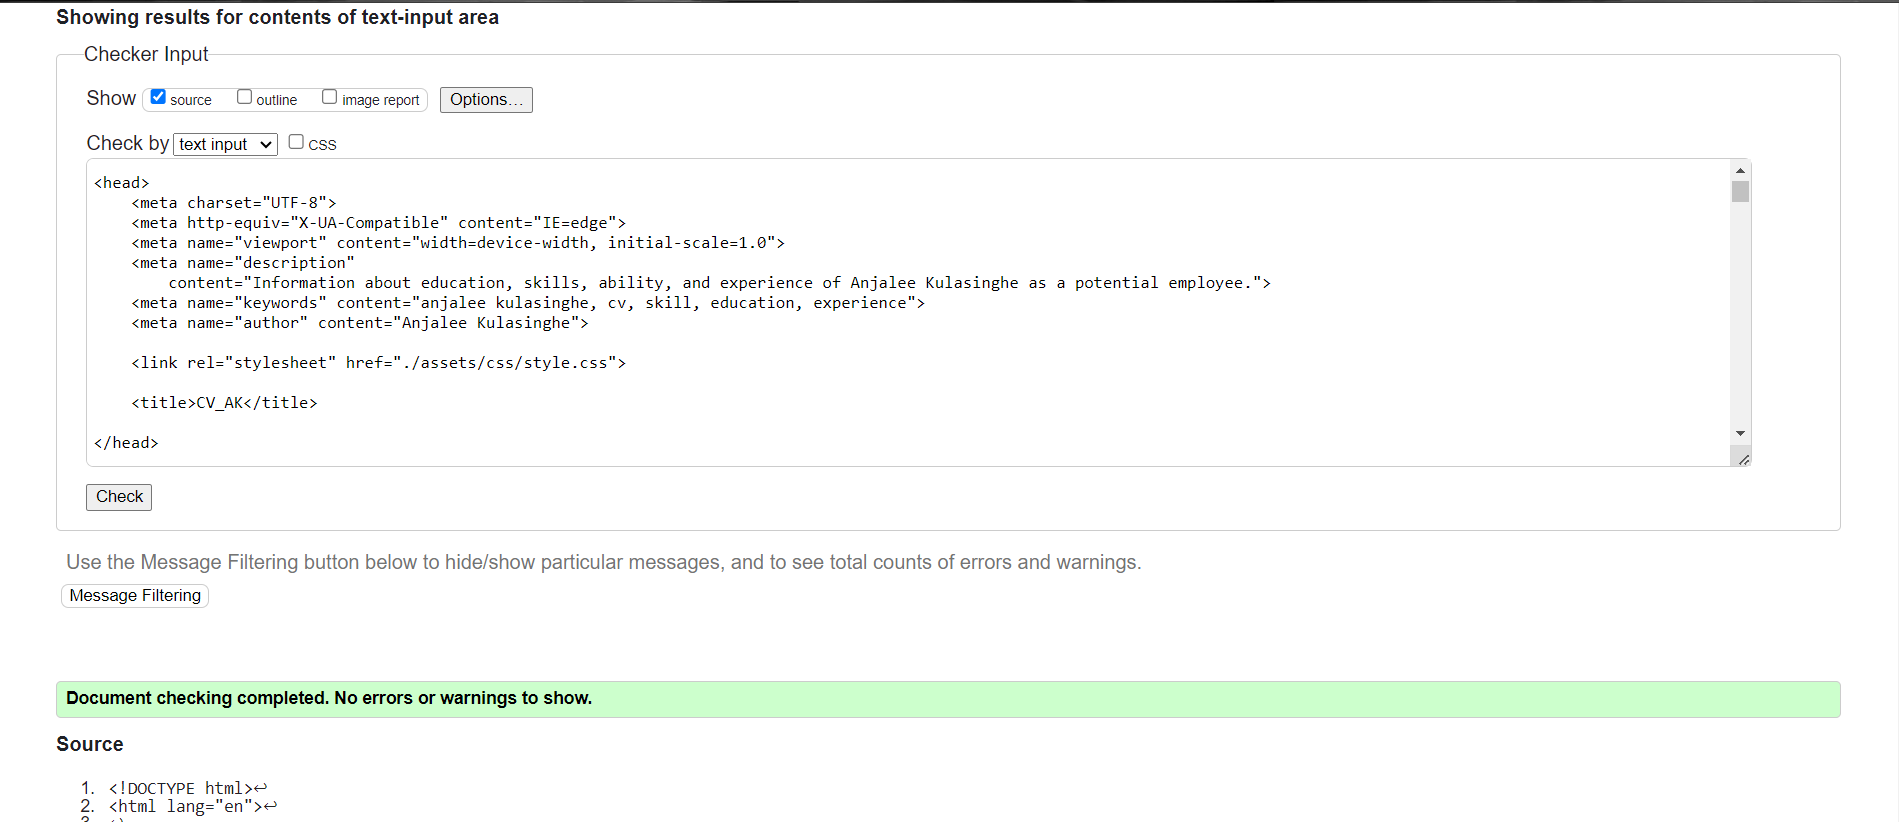 Showing results for contents of text-input area
Checker Input
Show source outline image report Options...
Check by text input CSS
<head>
    <meta charset="UTF-8">
    <meta http-equiv="X-UA-Compatible" content="IE=edge">
    <meta name="viewport" content="width=device-width, initial-scale=1.0">
    <meta name="description"
        content="Information about education, skills, ability, and experience of Anjalee Kulasinghe as a potential employee.">
    <meta name="keywords" content="anjalee kulasinghe, cv, skill, education, experience">
    <meta name="author" content="Anjalee Kulasinghe">
    <link rel="stylesheet" href="./assets/css/style.css">
    <title>CV_AK</title>
</head>
Check
Use the Message Filtering button below to hide/show particular messages, and to see total counts of errors and warnings.
Message Filtering
Document checking completed. No errors or warnings to show.
Source
1. <!DOCTYPE html>↩
2. <html lang="en">↩